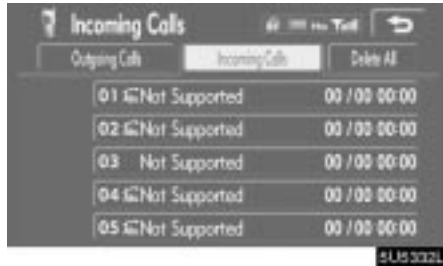 Incoming Calls
Outgoing Calls Incoming Calls Delete All
01 Not Supported 00/00 00:00
02 Not Supported 00/00 00:00
03 Not Supported 00/00 00:00
04 Not Supported 00/00 00:00
05 Not Supported 00/00 00:00